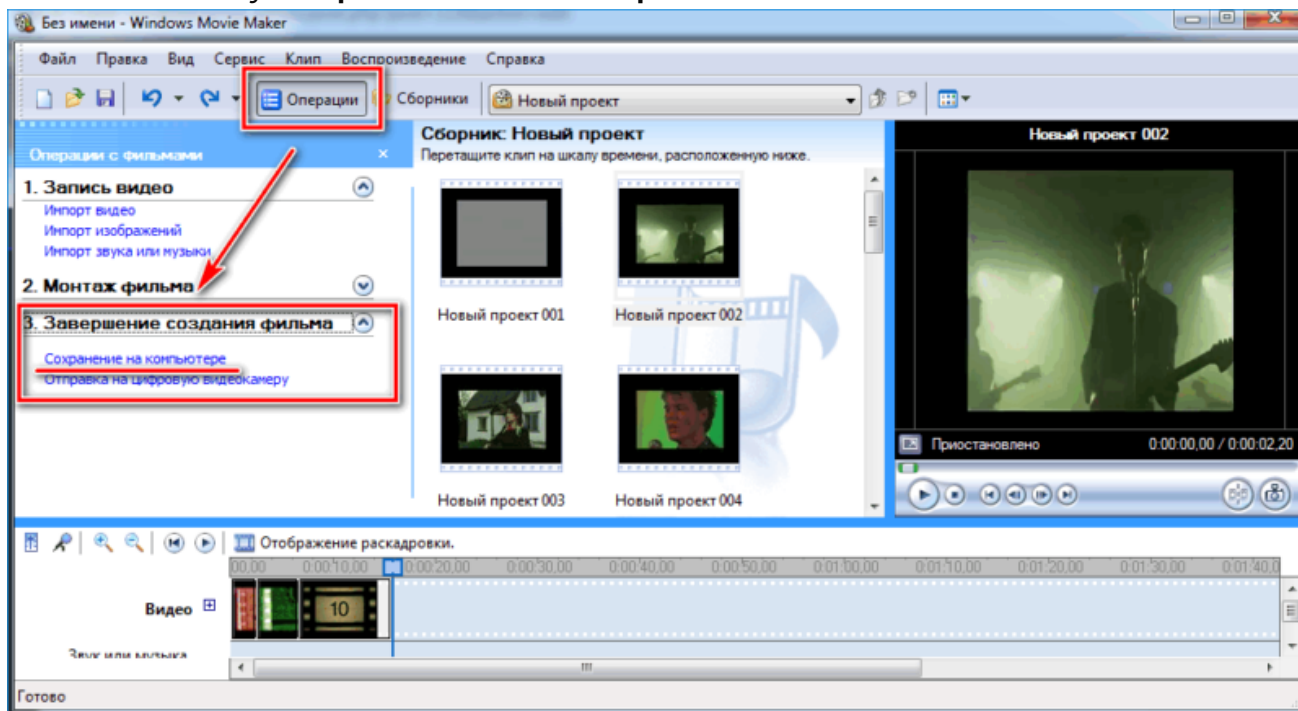 Без имени - Windows Movie Maker
Файл Правка Вид Сервис Клип Воспроизведение Справка
Операции Сборники Новый проект
Операции с фильмами
1. Запись видео
Импорт видео
Импорт изображений
Импорт звука или музыки
2. Монтаж фильма
3. Завершение создания фильма
Сохранение на компьютере
Отправка на цифровую видеокамеру
Сборник: Новый проект
Перетащите клип на шкалу времени, расположенную ниже.
Новый проект 001
Новый проект 002
Новый проект 003
Новый проект 004
Новый проект 002
Приостановлено 0:00:00,00 / 0:00:02,20
Отображение раскадровки.
00,00 0:00:10,00 0:00:20,00 0:00:30,00 0:00:40,00 0:00:50,00 0:01:00,00 0:01:10,00 0:01:20,00 0:01:30,00 0:01:40,0
Видео
10
Звук или музыка
Готово